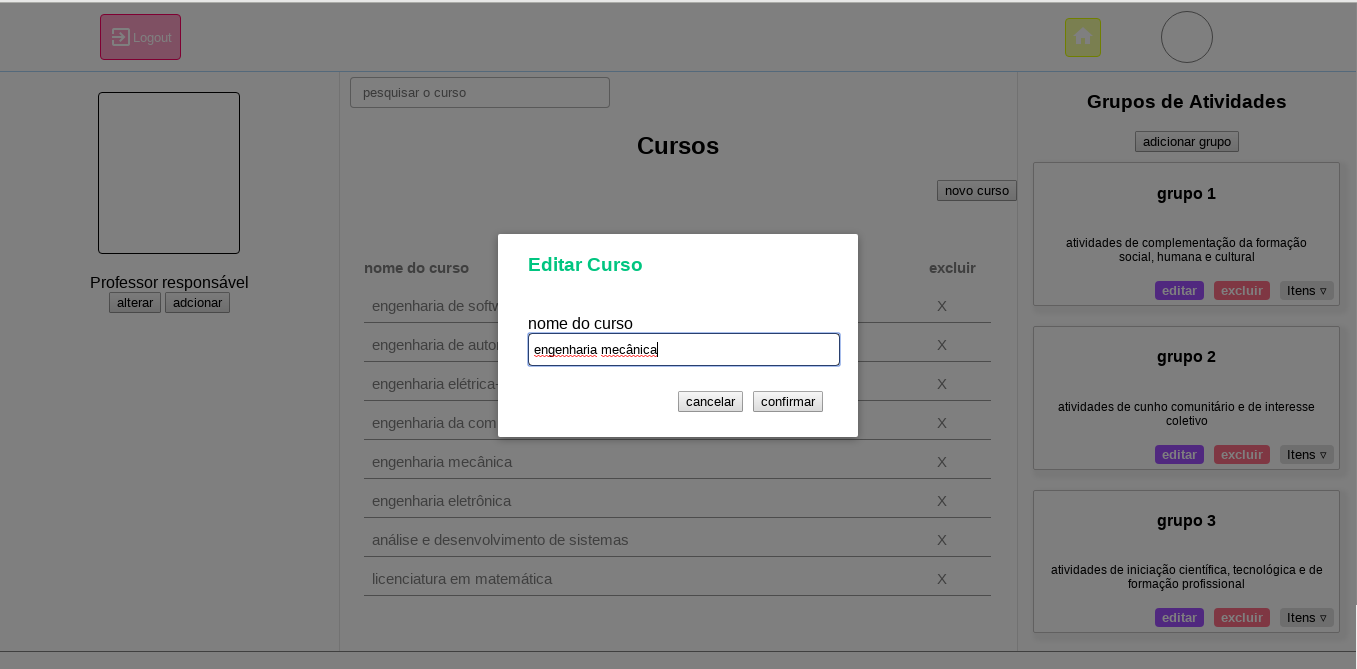 Logout
pesquisar o curso
Cursos
novo curso
Professor responsável
alterar adcionar
nome do curso excluir
engenharia de softw X
engenharia de autor X
engenharia elétrica- X
engenharia da com X
engenharia mecânica X
engenharia eletrônica X
análise e desenvolvimento de sistemas X
licenciatura em matemática X
Editar Curso
nome do curso
engenharia mecânica
cancelar confirmar
Grupos de Atividades
adicionar grupo
grupo 1
atividades de complementação da formação
social, humana e cultural
editar excluir Itens ▿
grupo 2
atividades de cunho comunitário e de interesse
coletivo
editar excluir Itens ▿
grupo 3
atividades de iniciação científica, tecnológica e de
formação profissional
editar excluir Itens ▿